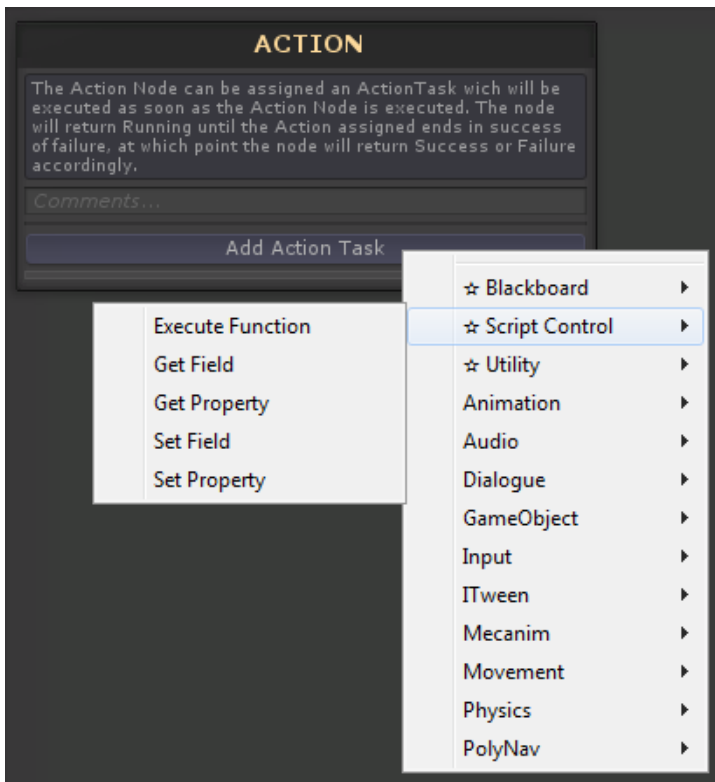 ACTION
The Action Node can be assigned an ActionTask wich will be
executed as soon as the Action Node is executed. The node
will return Running until the Action assigned ends in success
of failure, at which point the node will return Success or Failure
accordingly.
Comments...
Add Action Task
☆ Blackboard
☆ Script Control
☆ Utility
Animation
Audio
Dialogue
GameObject
Input
ITween
Mecanim
Movement
Physics
PolyNav
Execute Function
Get Field
Get Property
Set Field
Set Property